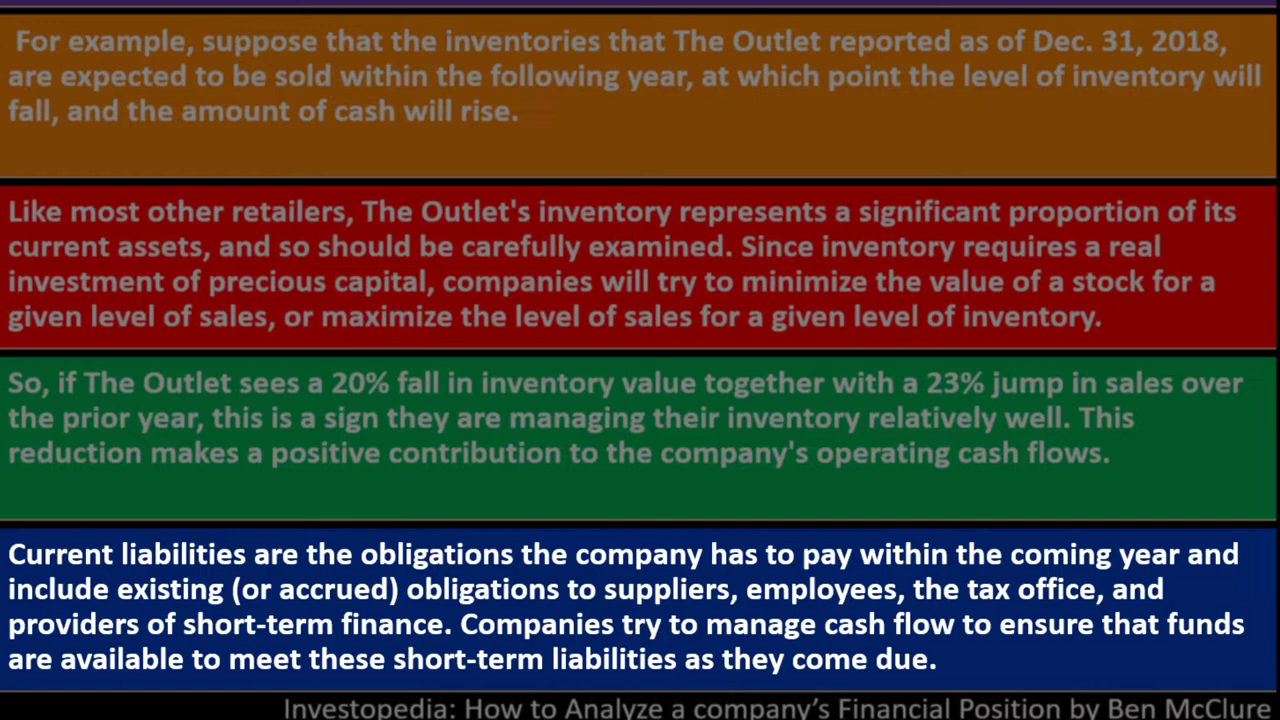 For example, suppose that the inventories that The Outlet reported as of Dec. 31, 2018,
are expected to be sold within the following year, at which point the level of inventory will
fall, and the amount of cash will rise.
Like most other retailers, The Outlet's inventory represents a significant proportion of its
current assets, and so should be carefully examined. Since inventory requires a real
investment of precious capital, companies will try to minimize the value of a stock for a
given level of sales, or maximize the level of sales for a given level of inventory.
So, if The Outlet sees a 20% fall in inventory value together with a 23% jump in sales over
the prior year, this is a sign they are managing their inventory relatively well. This
reduction makes a positive contribution to the company's operating cash flows.
Current liabilities are the obligations the company has to pay within the coming year and
include existing (or accrued) obligations to suppliers, employees, the tax office, and
providers of short-term finance. Companies try to manage cash flow to ensure that funds
are available to meet these short-term liabilities as they come due.
Investopedia: How to Analyze a company’s Financial Position by Ben McClure